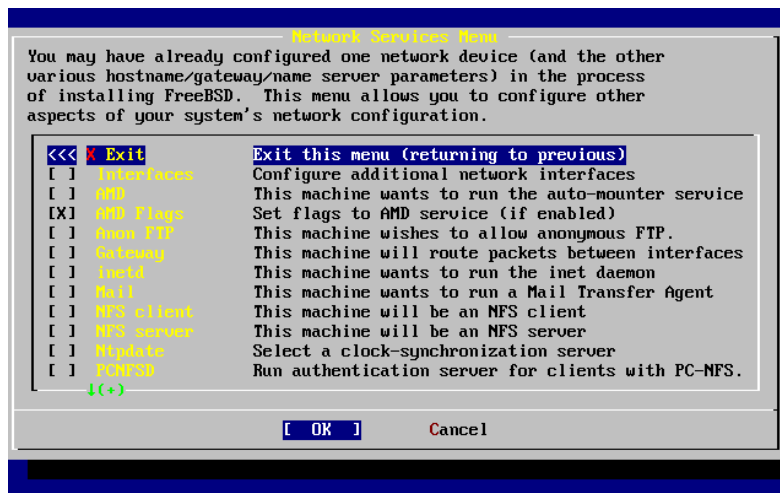 Network Services Menu
You may have already configured one network device (and the other
various hostname/gateway/name server parameters) in the process
of installing FreeBSD.  This menu allows you to configure other
aspects of your system's network configuration.
<<< X Exit Exit this menu (returning to previous)
[ ] Interfaces Configure additional network interfaces
[ ] AMD This machine wants to run the auto-mounter service
[X] AMD Flags Set flags to AMD service (if enabled)
[ ] Anon FTP This machine wishes to allow anonymous FTP.
[ ] Gateway This machine will route packets between interfaces
[ ] inetd This machine wants to run the inet daemon
[ ] Mail This machine wants to run a Mail Transfer Agent
[ ] NFS client This machine will be an NFS client
[ ] NFS server This machine will be an NFS server
[ ] Ntpdate Select a clock-synchronization server
[ ] PCNFSD Run authentication server for clients with PC-NFS.
↓(+)
[ OK ] Cancel